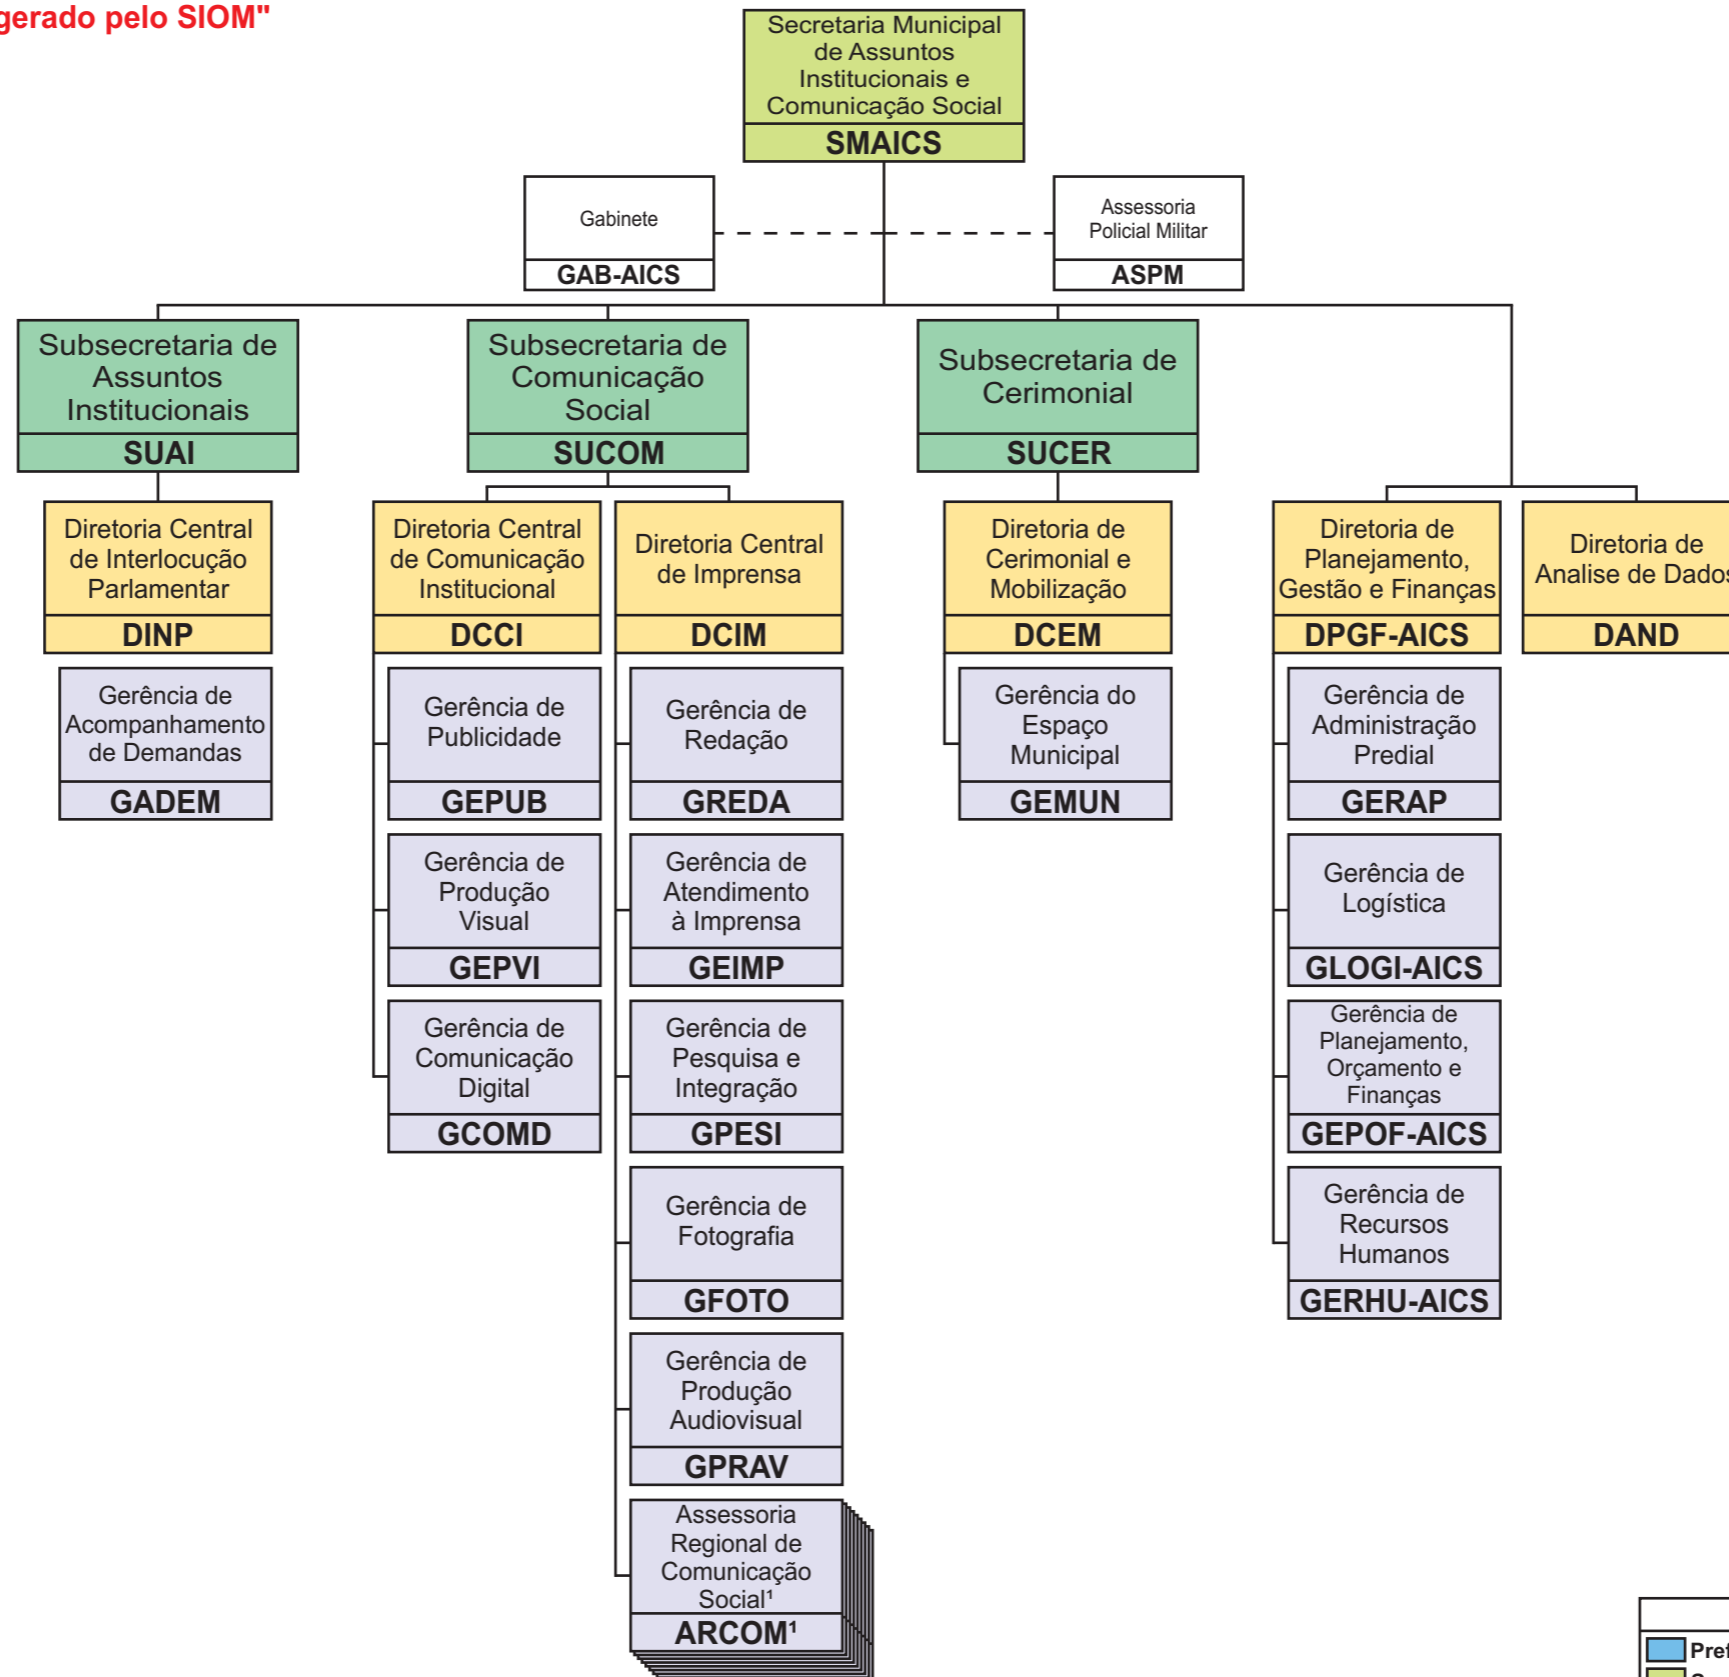 gerado pelo SIOM"
Secretaria Municipal
de Assuntos
Institucionais e
Comunicação Social
SMAICS
Gabinete
GAB-AICS
Assessoria
Policial Militar
ASPM
Subsecretaria de
Assuntos
Institucionais
SUAI
Subsecretaria de
Comunicação
Social
SUCOM
Subsecretaria de
Cerimonial
SUCER
Diretoria Central
de Interlocução
Parlamentar
DINP
Diretoria Central
de Comunicação
Institucional
DCCI
Diretoria Central
de Imprensa
DCIM
Diretoria de
Cerimonial e
Mobilização
DCEM
Diretoria de
Planejamento,
Gestão e Finanças
DPGF-AICS
Diretoria de
Analise de Dados
DAND
Gerência de
Acompanhamento
de Demandas
GADEM
Gerência de
Publicidade
GEPUB
Gerência de
Redação
GREDA
Gerência do
Espaço
Municipal
GEMUN
Gerência de
Administração
Predial
GERAP
Gerência de
Produção
Visual
GEPVI
Gerência de
Atendimento
à Imprensa
GEIMP
Gerência de
Logística
GLOGI-AICS
Gerência de
Comunicação
Digital
GCOMD
Gerência de
Pesquisa e
Integração
GPESI
Gerência de
Planejamento,
Orçamento e
Finanças
GEPOF-AICS
Gerência de
Fotografia
GFOTO
Gerência de
Recursos
Humanos
GERHU-AICS
Gerência de
Produção
Audiovisual
GPRAV
Assessoria
Regional de
Comunicação
Social¹
ARCOM¹
Pref